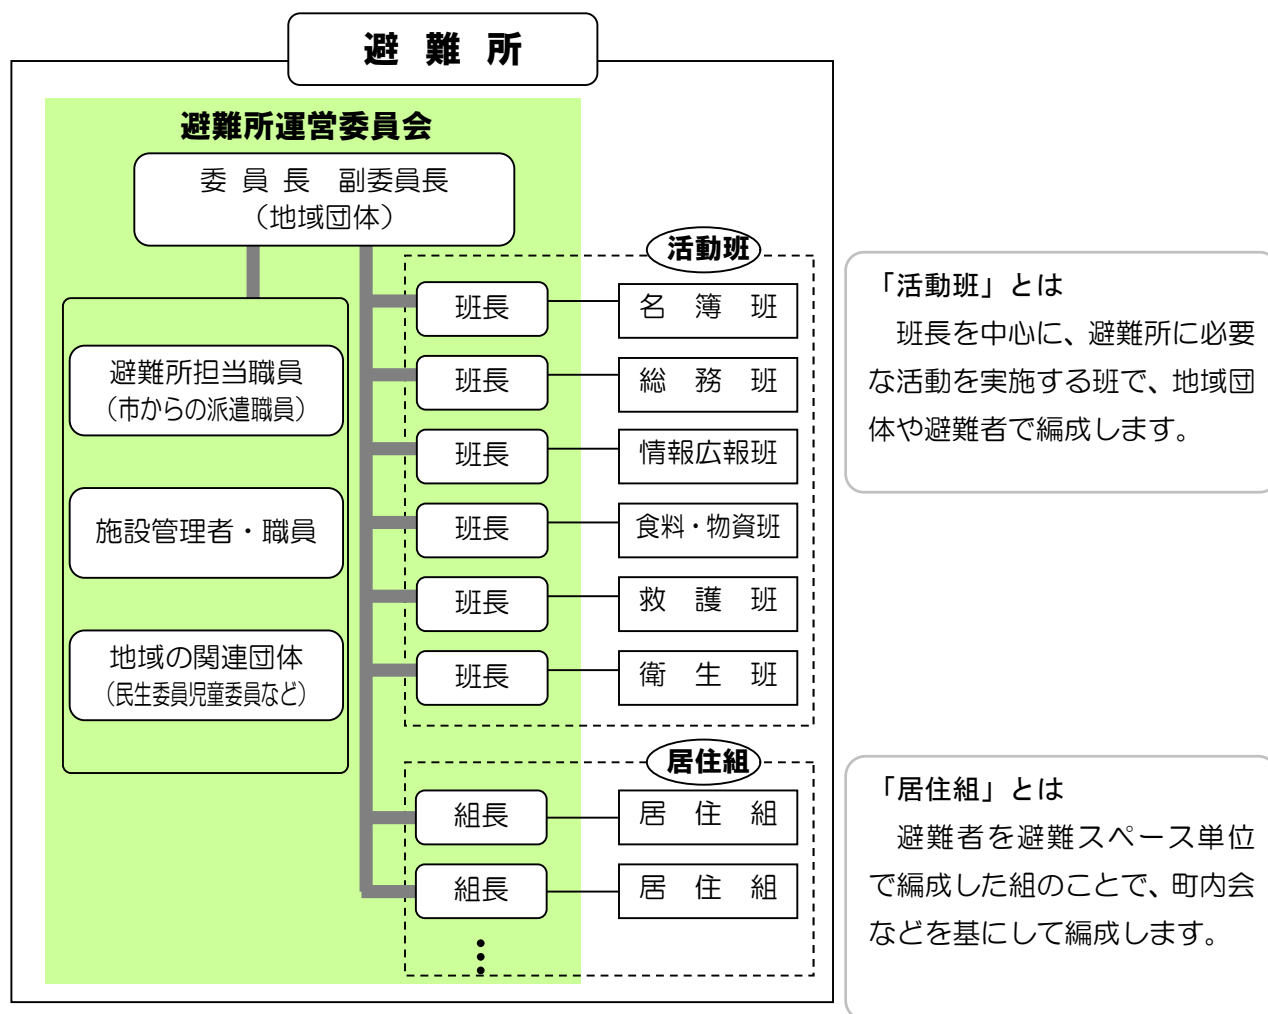 避 難 所
避難所運営委員会
委 員 長　副委員長
（地域団体）
避難所担当職員
（市からの派遣職員）
施設管理者・職員
地域の関連団体
（民生委員児童委員など）
活動班
班長
名 簿 班
班長
総 務 班
班長
情報広報班
班長
食料・物資班
班長
救 護 班
班長
衛 生 班
居住組
組長
居 住 組
組長
居 住 組
「活動班」とは
班長を中心に、避難所に必要
な活動を実施する班で、地域団
体や避難者で編成します。
「居住組」とは
避難者を避難スペース単位
で編成した組のことで、町内会
などを基にして編成します。